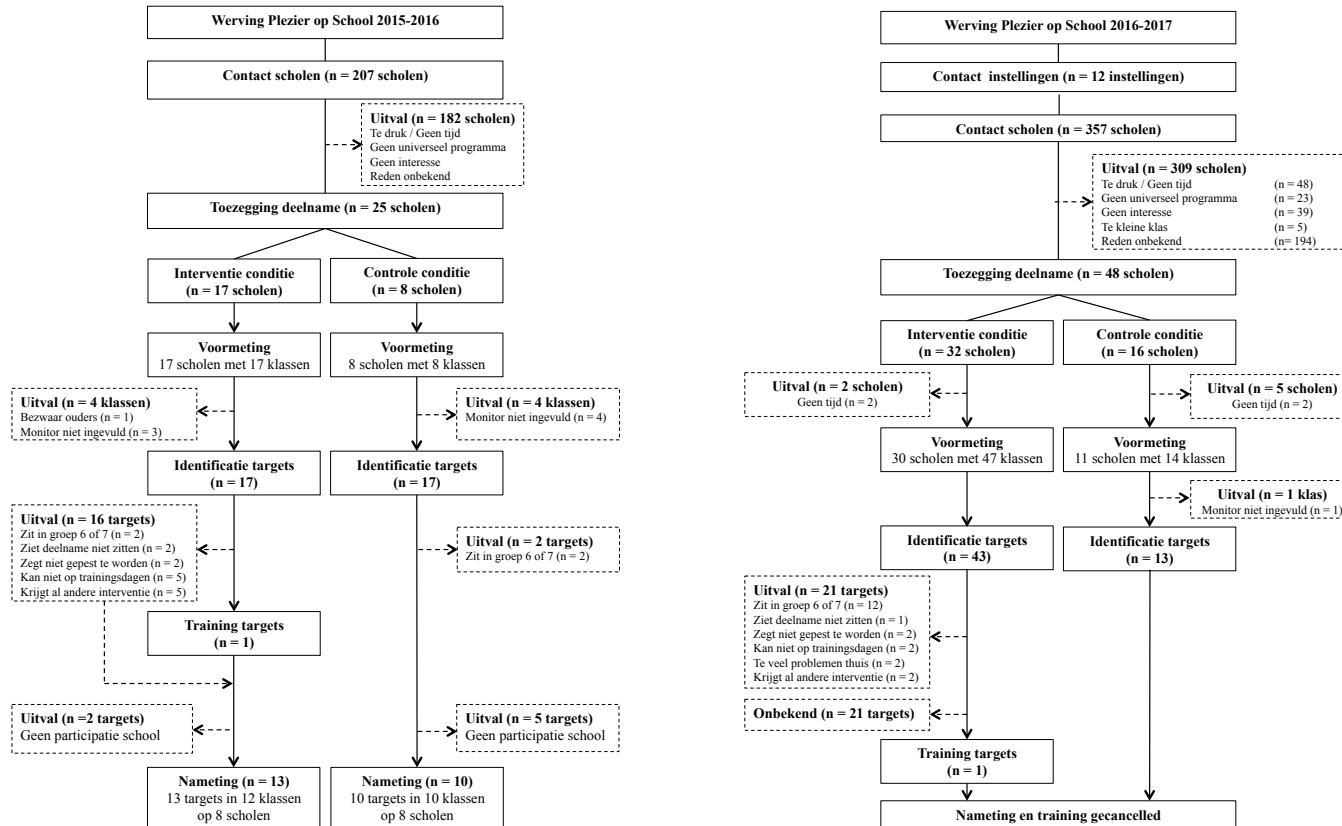 Werving Plezier op School 2015-2016
Contact scholen (n = 207 scholen)
Uitval (n = 182 scholen)
Te druk / Geen tijd
Geen universeel programma
Geen interesse
Reden onbekend
Toezegging deelname (n = 25 scholen)
Interventie conditie
(n = 17 scholen)
Controle conditie
(n = 8 scholen)
Voormeting
17 scholen met 17 klassen
Voormeting
8 scholen met 8 klassen
Uitval (n = 4 klassen)
Bezwaar ouders (n = 1)
Monitor niet ingevuld (n = 3)
Uitval (n = 4 klassen)
Monitor niet ingevuld (n = 4)
Identificatie targets
(n = 17)
Identificatie targets
(n = 17)
Uitval (n = 16 targets)
Zit in groep 6 of 7 (n = 2)
Ziet deelname niet zitten (n = 2)
Zegt niet gepest te worden (n = 2)
Kan niet op trainingsdagen (n = 5)
Krijgt al andere interventie (n = 5)
Uitval (n = 2 targets)
Zit in groep 6 of 7 (n = 2)
Training targets
(n = 1)
Uitval (n =2 targets)
Geen participatie school
Uitval (n = 5 targets)
Geen participatie school
Nameting (n = 13)
13 targets in 12 klassen
op 8 scholen
Nameting (n = 10)
10 targets in 10 klassen
op 8 scholen
Werving Plezier op School 2016-2017
Contact instellingen (n = 12 instellingen)
Contact scholen (n = 357 scholen)
Uitval (n = 309 scholen)
Te druk / Geen tijd (n = 48)
Geen universeel programma (n = 23)
Geen interesse (n = 39)
Te kleine klas (n = 5)
Reden onbekend (n= 194)
Toezegging deelname (n = 48 scholen)
Interventie conditie
(n = 32 scholen)
Controle conditie
(n = 16 scholen)
Uitval (n = 2 scholen)
Geen tijd (n = 2)
Uitval (n = 5 scholen)
Geen tijd (n = 2)
Voormeting
30 scholen met 47 klassen
Voormeting
11 scholen met 14 klassen
Uitval (n = 1 klas)
Monitor niet ingevuld (n = 1)
Identificatie targets
(n = 43)
Identificatie targets
(n = 13)
Uitval (n = 21 targets)
Zit in groep 6 of 7 (n = 12)
Ziet deelname niet zitten (n = 1)
Zegt niet gepest te worden (n = 2)
Kan niet op trainingsdagen (n = 2)
Te veel problemen thuis (n = 2)
Krijgt al andere interventie (n = 2)
Onbekend (n = 21 targets)
Training targets
(n = 1)
Nameting en training gecancelled